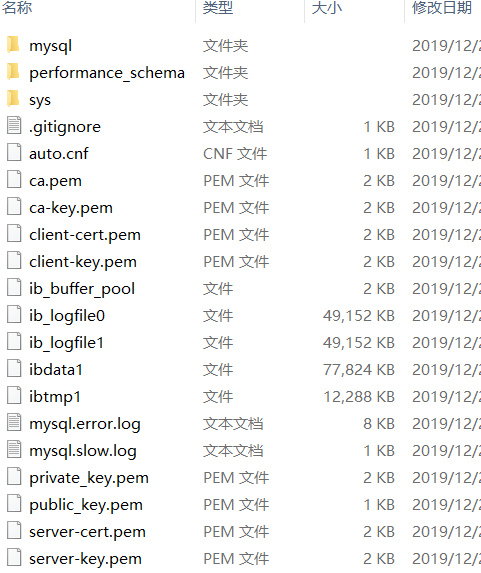 名称 类型 大小 修改日期
mysql 文件夹 2019/12/2
performance_schema 文件夹 2019/12/2
sys 文件夹 2019/12/2
.gitignore 文本文档 1 KB 2019/12/2
auto.cnf CNF 文件 1 KB 2019/12/2
ca.pem PEM 文件 2 KB 2019/12/2
ca-key.pem PEM 文件 2 KB 2019/12/2
client-cert.pem PEM 文件 2 KB 2019/12/2
client-key.pem PEM 文件 2 KB 2019/12/2
ib_buffer_pool 文件 2 KB 2019/12/2
ib_logfile0 文件 49,152 KB 2019/12/2
ib_logfile1 文件 49,152 KB 2019/12/2
ibdata1 文件 77,824 KB 2019/12/2
ibtmp1 文件 12,288 KB 2019/12/2
mysql.error.log 文本文档 8 KB 2019/12/2
mysql.slow.log 文本文档 1 KB 2019/12/2
private_key.pem PEM 文件 2 KB 2019/12/2
public_key.pem PEM 文件 1 KB 2019/12/2
server-cert.pem PEM 文件 2 KB 2019/12/2
server-key.pem PEM 文件 2 KB 2019/12/2